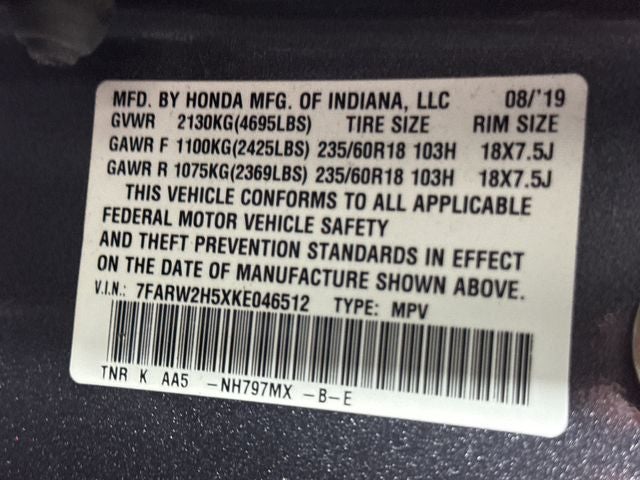 MFD. BY HONDA MFG. OF INDIANA, LLC 08/'19
GVWR 2130KG(4695LBS) TIRE SIZE RIM SIZE
GAWR F 1100KG(2425LBS) 235/60R18 103H 18X7.5J
GAWR R 1075KG(2369LBS) 235/60R18 103H 18X7.5J
THIS VEHICLE CONFORMS TO ALL APPLICABLE
FEDERAL MOTOR VEHICLE SAFETY
AND THEFT PREVENTION STANDARDS IN EFFECT
ON THE DATE OF MANUFACTURE SHOWN ABOVE.
V.I.N.: 7FARW2H5XKE046512 TYPE: MPV
TNR K AA5 -NH797MX -B-E